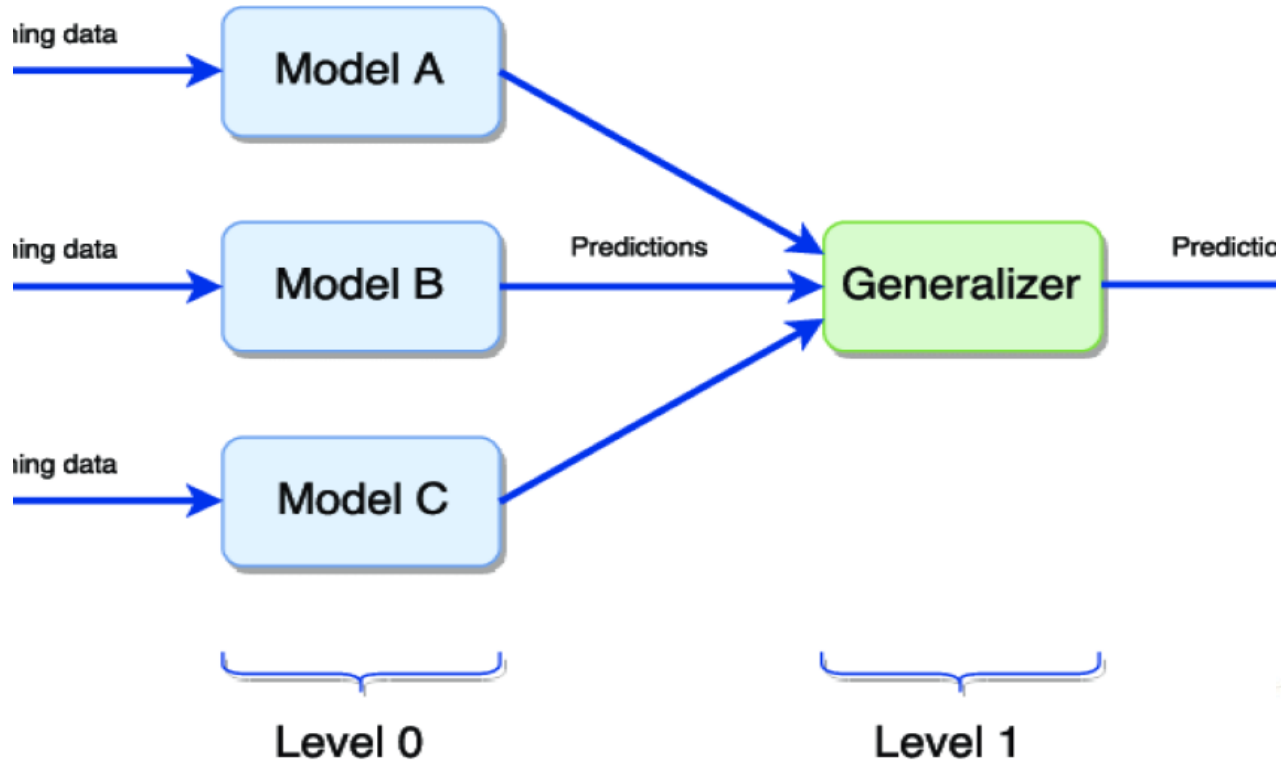 ning data
Model A
ning data
Model B
Predictions
Generalizer
Predictio
ning data
Model C
Level 0
Level 1